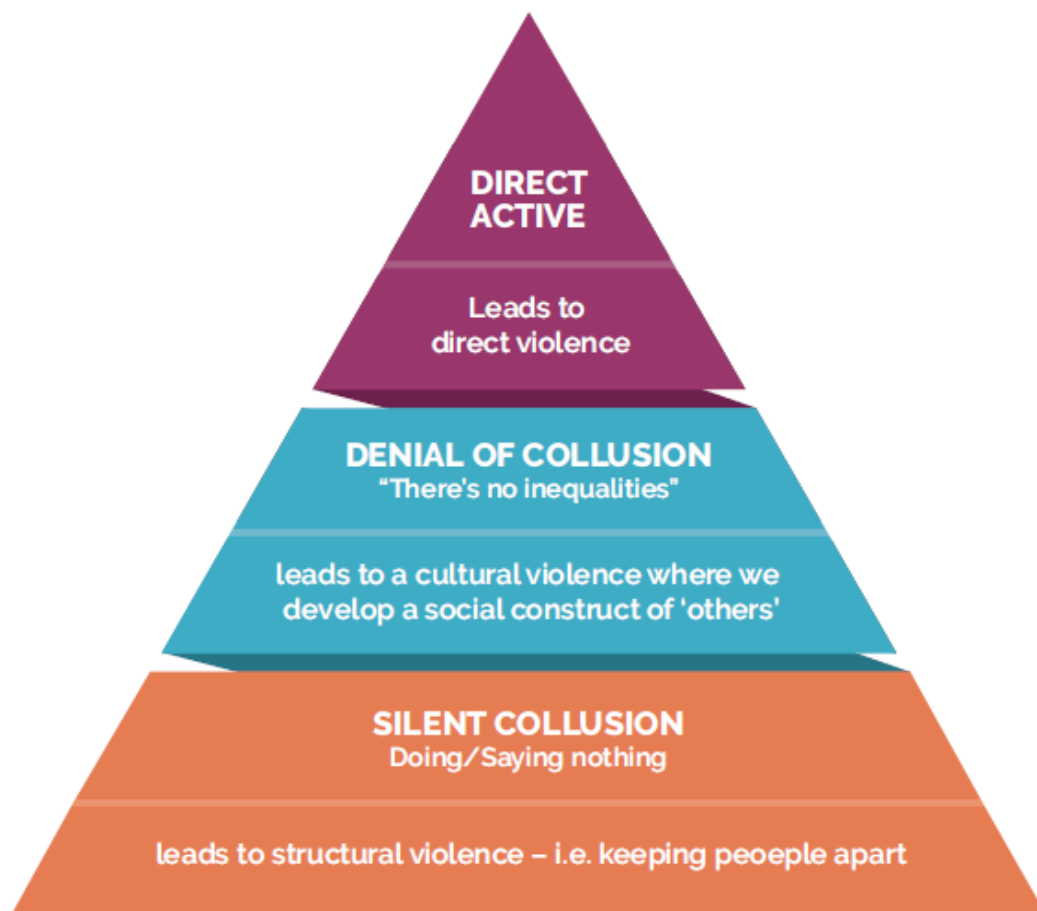 DIRECT
ACTIVE
Leads to
direct violence
DENIAL OF COLLUSION
“There’s no inequalities”
leads to a cultural violence where we
develop a social construct of ‘others’
SILENT COLLUSION
Doing/Saying nothing
leads to structural violence – i.e. keeping peoeple apart